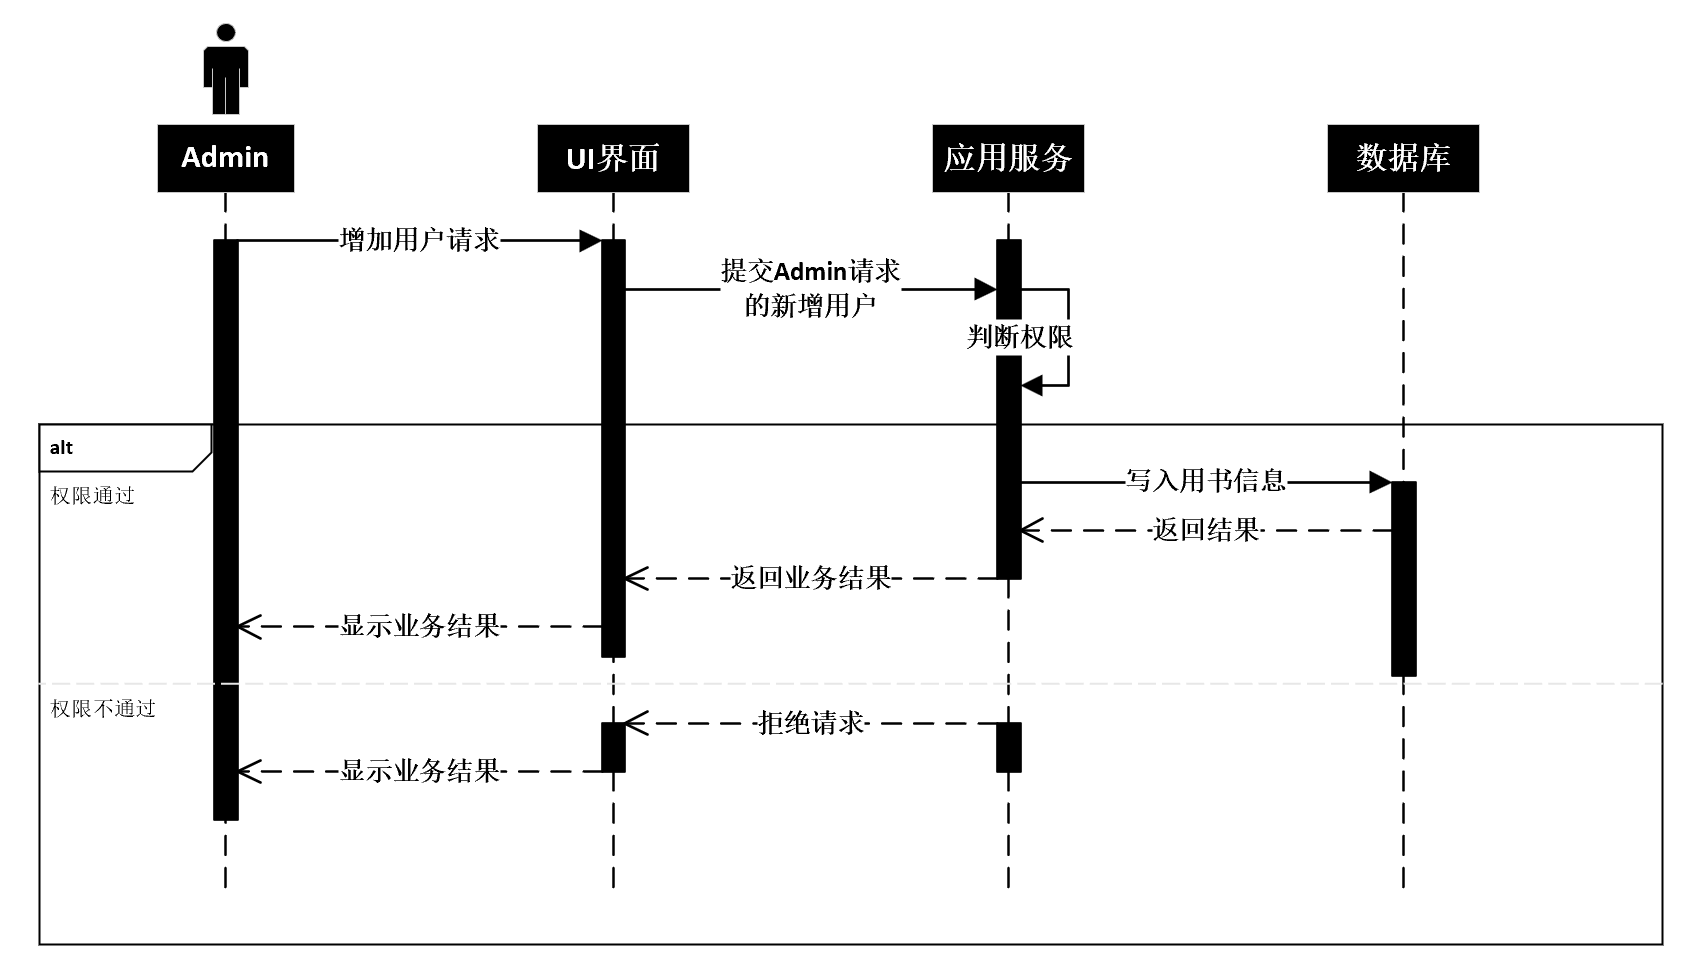 Admin
UI界面
应用服务
数据库
增加用户请求
提交Admin请求
的新增用户
判断权限
alt
权限通过
写入用书信息
返回结果
返回业务结果
显示业务结果
权限不通过
拒绝请求
显示业务结果